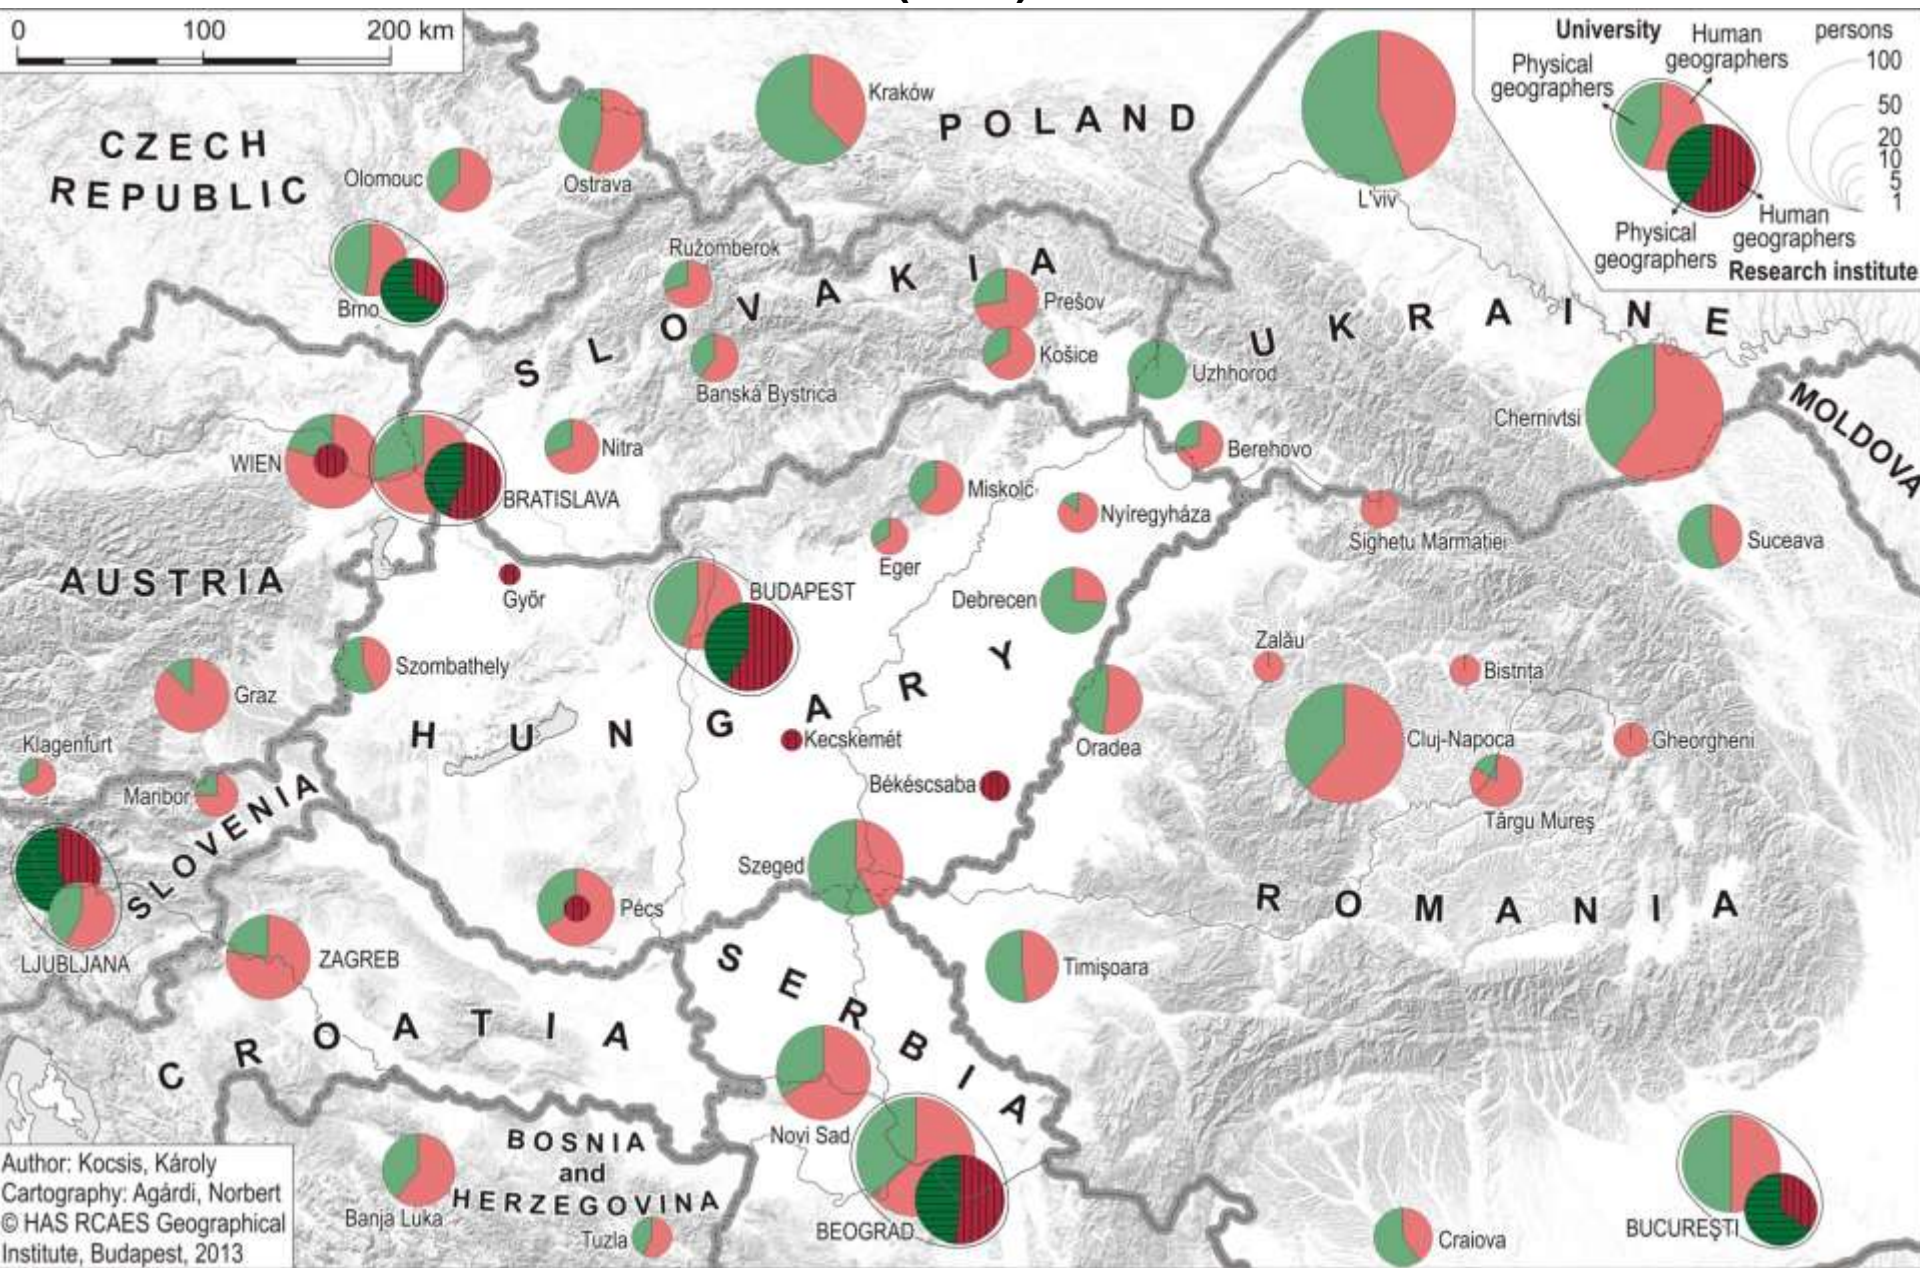 0 100 200 km
University
Human
geographers
Physical
geographers
persons
100
50
20
10
5
1
Physical
geographers
Human
geographers
Research institute
CZECH
REPUBLIC
POLAND
Kraków
Ostrava
Olomouc
Brno
L'viv
Ružomberok
SLOVAKIA
Prešov
Košice
Banská Bystrica
Nitra
UKRAINE
Uzhhorod
Berehovo
Chernivtsi
MOLDOVA
WIEN
BRATISLAVA
Miskolc
Nyíregyháza
Eger
Sighetu Marmației
Suceava
AUSTRIA
Győr
BUDAPEST
Debrecen
Szombathely
Graz
Zalău
Bistrița
HUNGARY
Kecskemét
Oradea
Cluj-Napoca
Gheorgheni
Klagenfurt
Maribor
Békéscsaba
Târgu Mureş
SLOVENIA
Szeged
Pécs
ROMANIA
LJUBLJANA
ZAGREB
SERBIA
Timişoara
CROATIA
Novi Sad
BOSNIA
and
HERZEGOVINA
Banja Luka
Tuzla
BEOGRAD
Craiova
BUCUREŞTI
Author: Kocsis, Károly
Cartography: Agárdi, Norbert
© HAS RCAES Geographical
Institute, Budapest, 2013